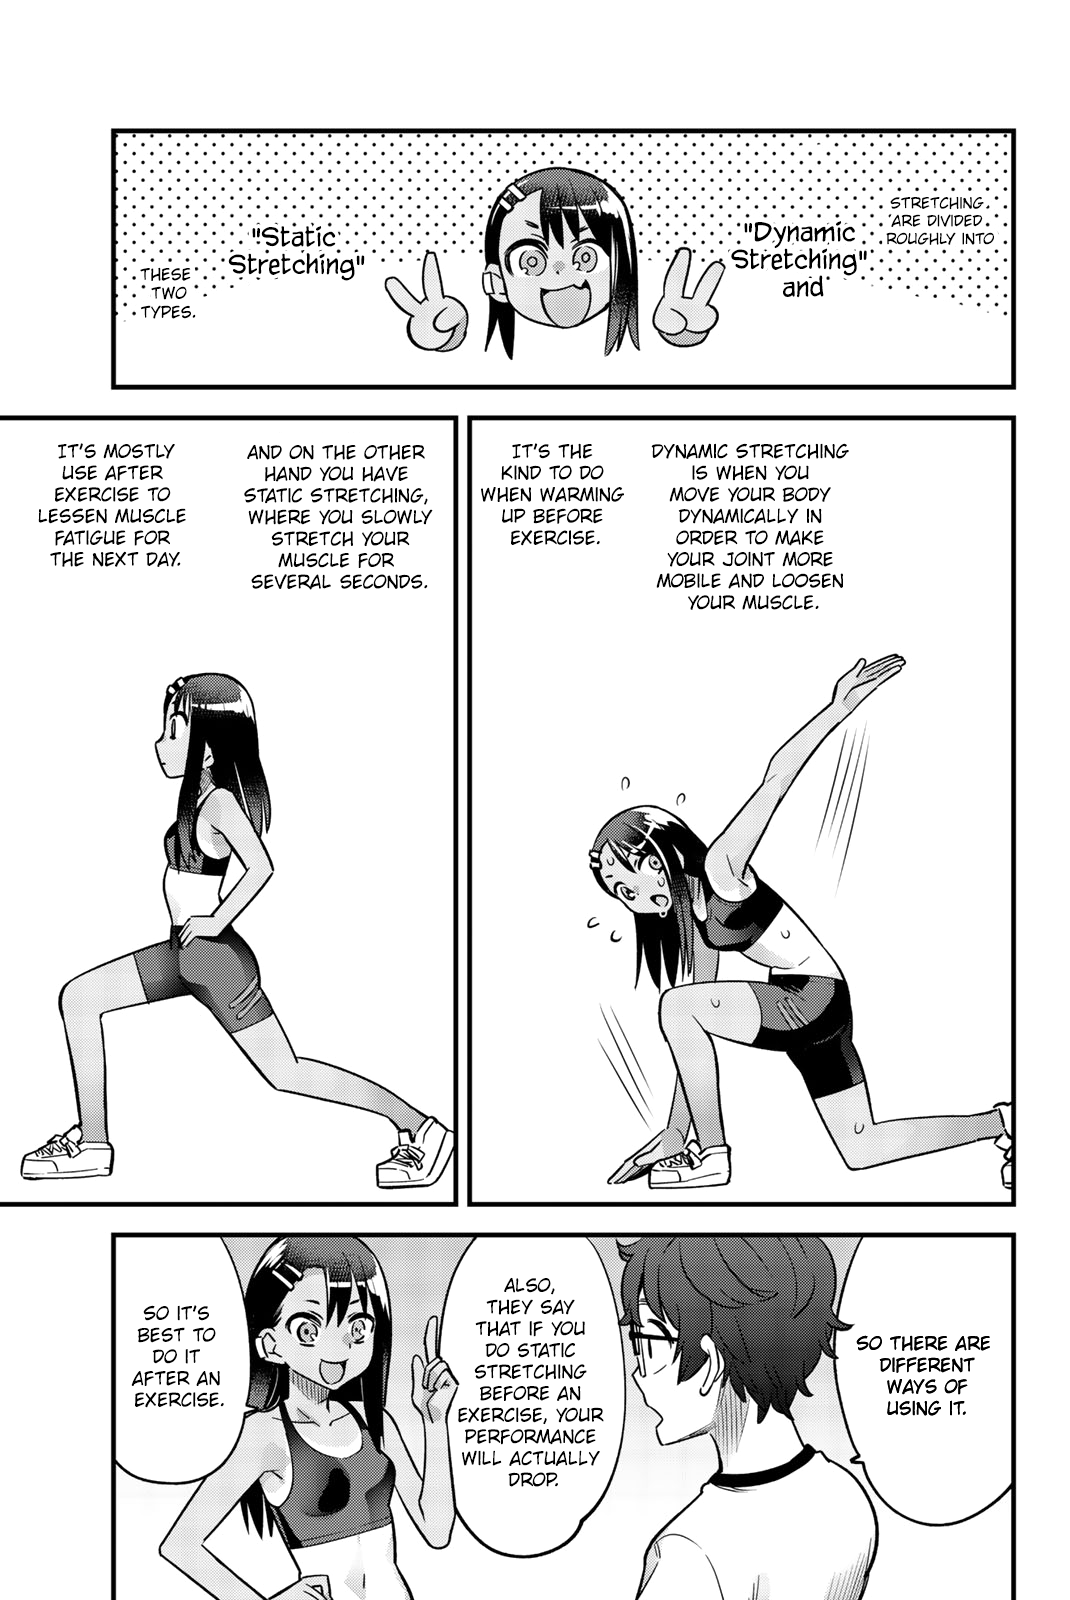 STRETCHING
ARE DIVIDED
ROUGHLY INTO
"Dynamic
Stretching"
and
"Static
Stretching"
THESE
TWO
TYPES.
DYNAMIC STRETCHING
IS WHEN YOU
MOVE YOUR BODY
DYNAMICALLY IN
ORDER TO MAKE
YOUR JOINT MORE
MOBILE AND LOOSEN
YOUR MUSCLE.
IT'S THE
KIND TO DO
WHEN WARMING
UP BEFORE
EXERCISE.
AND ON THE OTHER
HAND YOU HAVE
STATIC STRETCHING,
WHERE YOU SLOWLY
STRETCH YOUR
MUSCLE FOR
SEVERAL SECONDS.
IT'S MOSTLY
USE AFTER
EXERCISE TO
LESSEN MUSCLE
FATIGUE FOR
THE NEXT DAY.
SO THERE ARE
DIFFERENT
WAYS OF
USING IT.
ALSO,
THEY SAY
THAT IF YOU
DO STATIC
STRETCHING
BEFORE AN
EXERCISE, YOUR
PERFORMANCE
WILL ACTUALLY
DROP.
SO IT'S
BEST TO
DO IT
AFTER AN
EXERCISE.